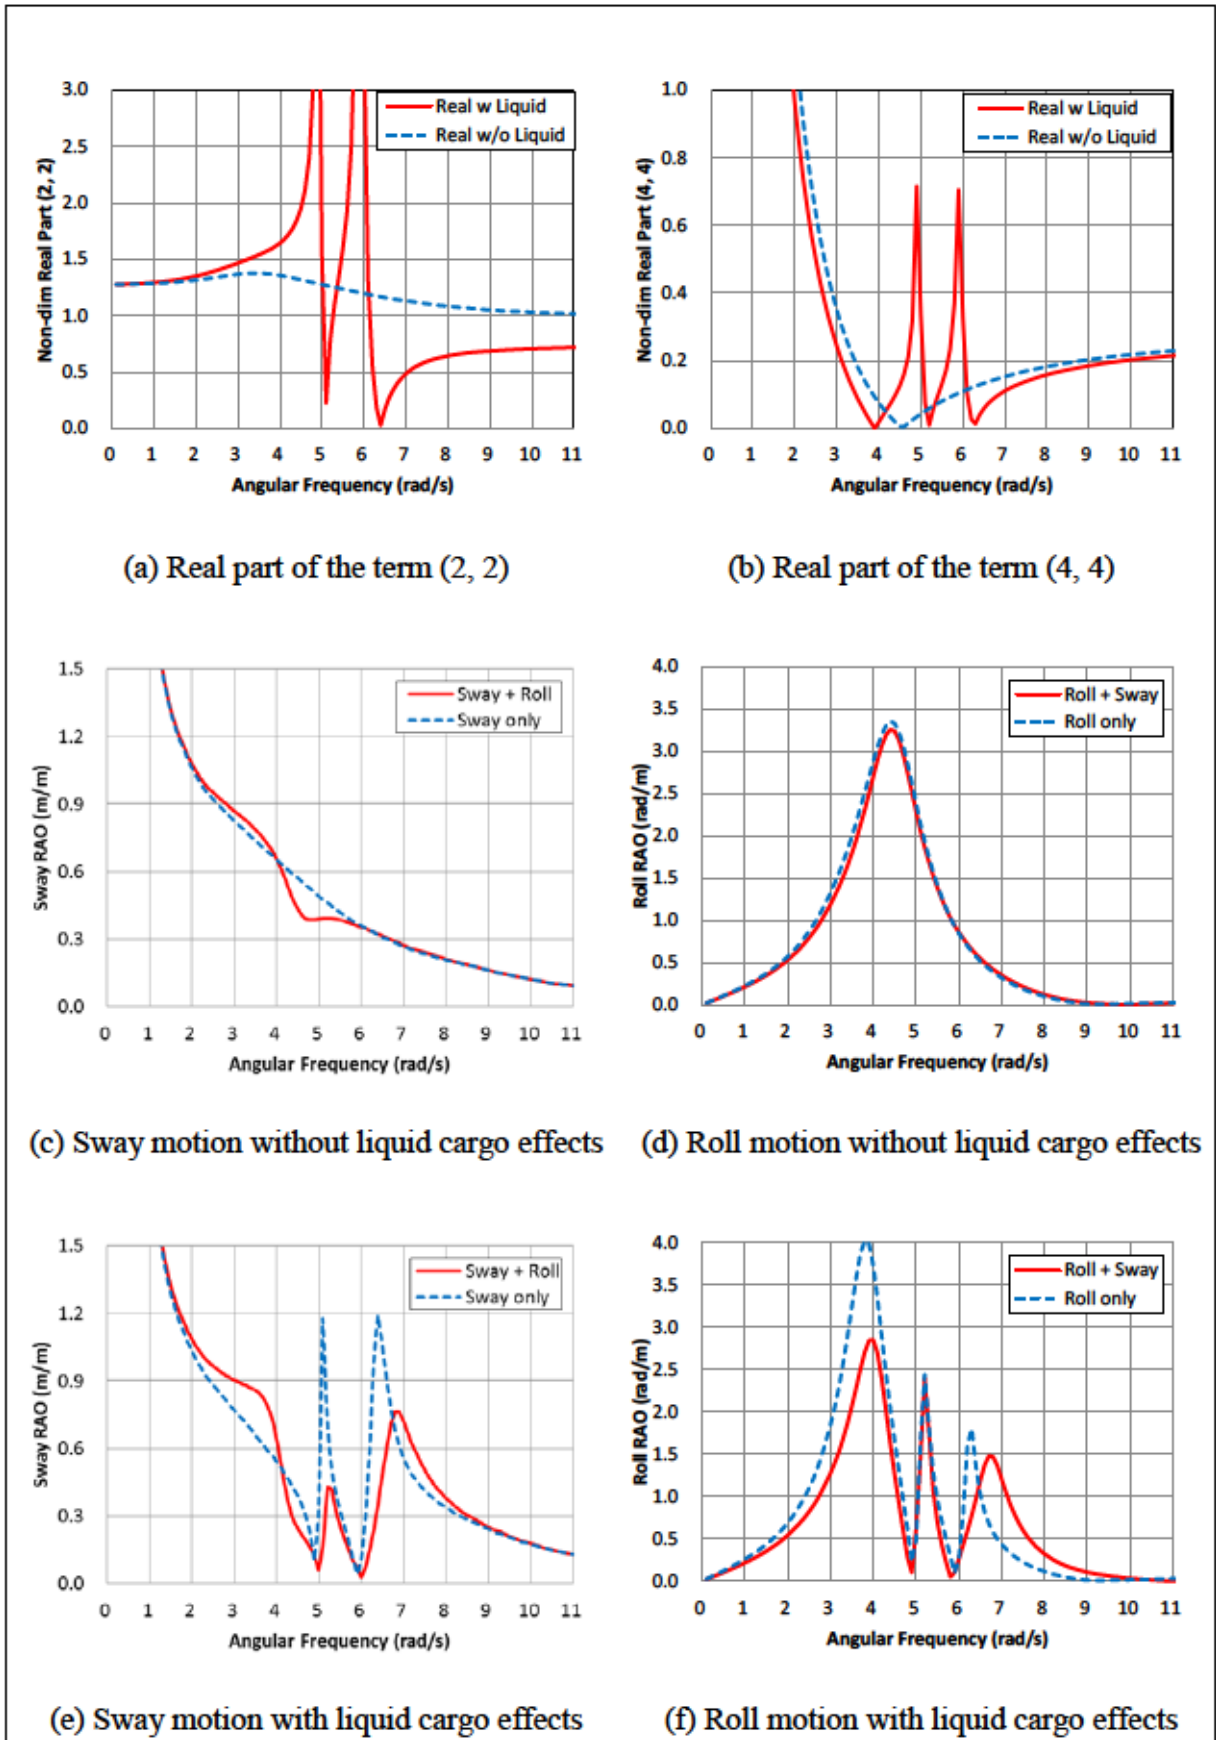 3.0
2.5
2.0
1.5
1.0
0.5
0.0
Non-dim Real Part (2, 2)
Real w Liquid
Real w/o Liquid
0 1 2 3 4 5 6 7 8 9 10 11
Angular Frequency (rad/s)
(a) Real part of the term (2, 2)
1.0
0.8
0.6
0.4
0.2
0.0
Non-dim Real Part (4, 4)
Real w Liquid
Real w/o Liquid
0 1 2 3 4 5 6 7 8 9 10 11
Angular Frequency (rad/s)
(b) Real part of the term (4, 4)
1.5
1.2
0.9
0.6
0.3
0.0
Sway RAO (m/m)
Sway + Roll
Sway only
0 1 2 3 4 5 6 7 8 9 10 11
Angular Frequency (rad/s)
(c) Sway motion without liquid cargo effects
4.0
3.5
3.0
2.5
2.0
1.5
1.0
0.5
0.0
Roll RAO (rad/m)
Roll + Sway
Roll only
0 1 2 3 4 5 6 7 8 9 10 11
Angular Frequency (rad/s)
(d) Roll motion without liquid cargo effects
1.5
1.2
0.9
0.6
0.3
0.0
Sway RAO (m/m)
Sway + Roll
Sway only
0 1 2 3 4 5 6 7 8 9 10 11
Angular Frequency (rad/s)
(e) Sway motion with liquid cargo effects
4.0
3.5
3.0
2.5
2.0
1.5
1.0
0.5
0.0
Roll RAO (rad/m)
Roll + Sway
Roll only
0 1 2 3 4 5 6 7 8 9 10 11
Angular Frequency (rad/s)
(f) Roll motion with liquid cargo effects